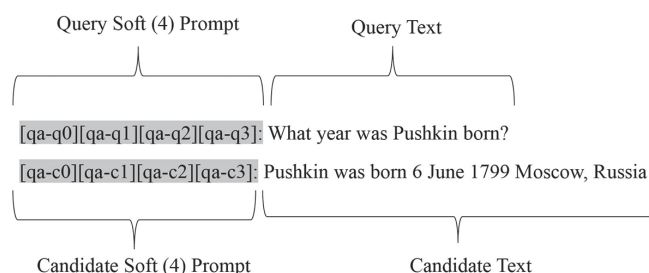 Query Soft (4) Prompt
Query Text
[qa-q0][qa-q1][qa-q2][qa-q3]: What year was Pushkin born?
[qa-c0][qa-c1][qa-c2][qa-c3]: Pushkin was born 6 June 1799 Moscow, Russia
Candidate Soft (4) Prompt
Candidate Text